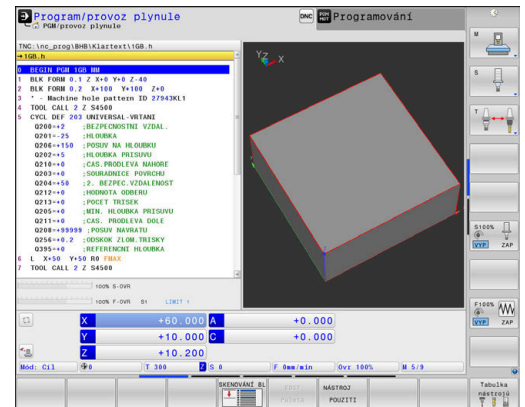 Program/provoz plynule
PGM/provoz plynule
DNC
Programování
TNC:\nc_prog\BHB\Klartext\1GB.h
→1GB.h
0 BEGIN PGM 1GB MM
1 BLK FORM 0.1 Z X+0 Y+0 Z-40
2 BLK FORM 0.2 X+100 Y+100 Z+0
3 * - Machine hole pattern ID 27943KL1
4 TOOL CALL 2 Z S4500
5 CYCL DEF 203 UNIVERSAL-VRTANI
Q200=+2 ;BEZPECNOSTNI VZDAL.
Q201=-25 ;HLOUBKA
Q206=+150 ;POSUV NA HLOUBKU
Q202=+5 ;HLOUBKA PRISUVU
Q210=+0 ;CAS.PRODLEVA NAHORE
Q203=+0 ;SOURADNICE POVRCHU
Q204=+50 ;2. BEZPEC.VZDALENOST
Q212=+0 ;HODNOTA ODBERU
Q213=+0 ;POCET TRISEK
Q205=+0 ;MIN. HLOUBKA PRISUVU
Q211=+0 ;CAS. PRODLEVA DOLE
Q208=+99999 ;POSUV NAVRATU
Q256=+0.2 ;ODSKOK ZLOM.TRISKY
Q395=+0 ;REFERENCNI HLOUBKA
6 L X+50 Y+50 R0 FMAX
7 TOOL CALL 2 Z S4500
Y Z X
100% S-OVR
100% F-OVR S1 LIMIT 1
X +60.000 A +0.000
Y +10.000 C +0.000
Z +10.200
Mód: Cíl 0 T 300 Z S 0 F 0mm/min Ovr 100% M 5/9
M
S
T
S100%
VYP ZAP
F100%
VYP ZAP
SKENOVÁNÍ BL
NÁSTROJ
POUZITI
Tabulka
nástrojů